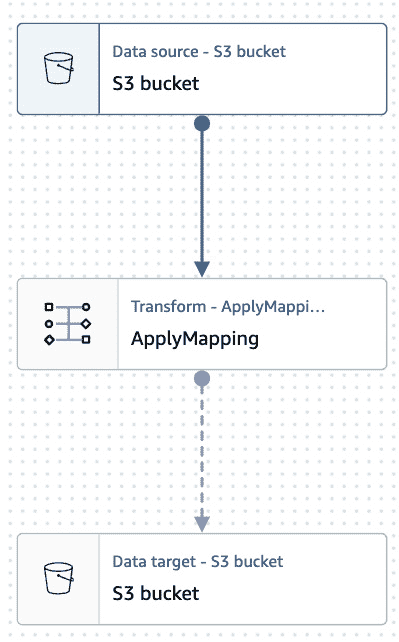 Data source - S3 bucket
S3 bucket
Transform - ApplyMappi...
ApplyMapping
Data target - S3 bucket
S3 bucket